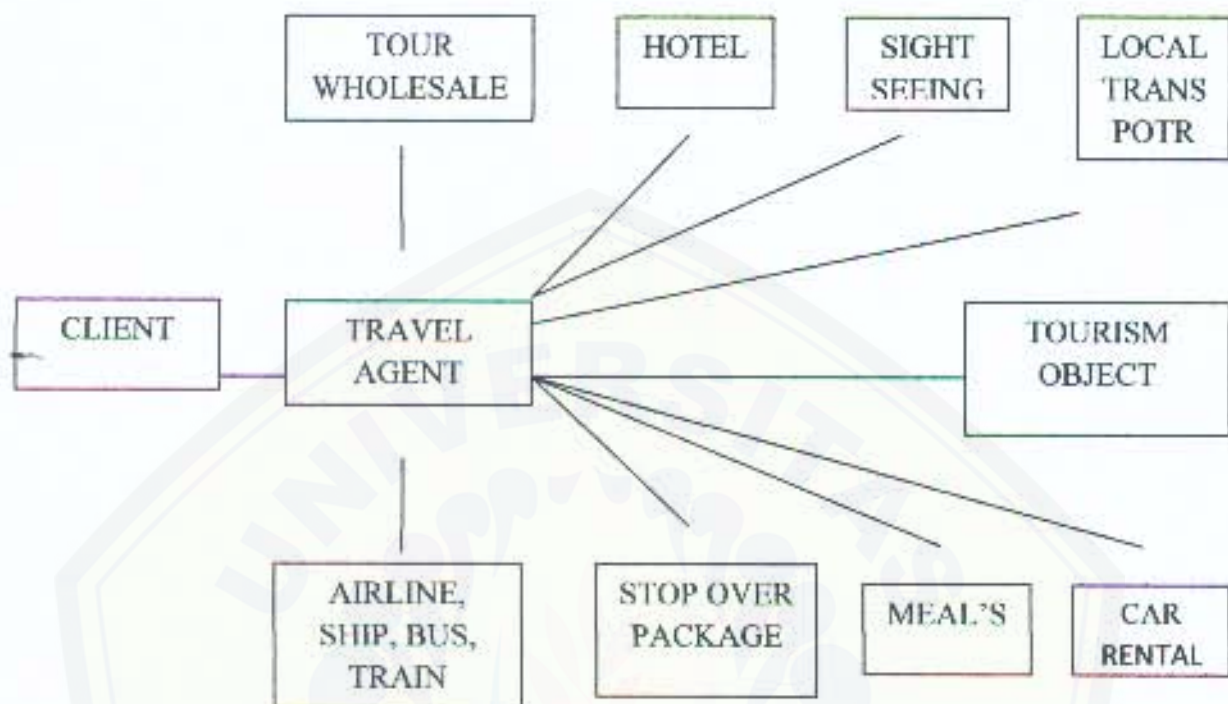 TOUR
WHOLESALE
HOTEL
SIGHT
SEEING
LOCAL
TRANS
POTR
CLIENT
TRAVEL
AGENT
TOURISM
OBJECT
UNIVERSITAS
AIRLINE,
SHIP, BUS,
TRAIN
STOP OVER
PACKAGE
MEAL'S
CAR
RENTAL